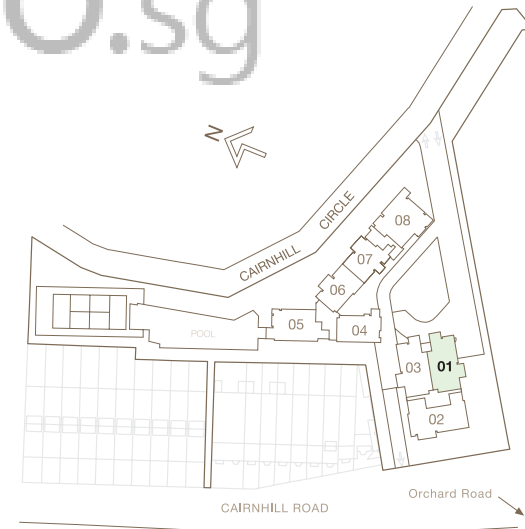 O.sg
N
CAIRNHILL CIRCLE
08
07
06
05
04
POOL
03
01
02
Orchard Road
CAIRNHILL ROAD